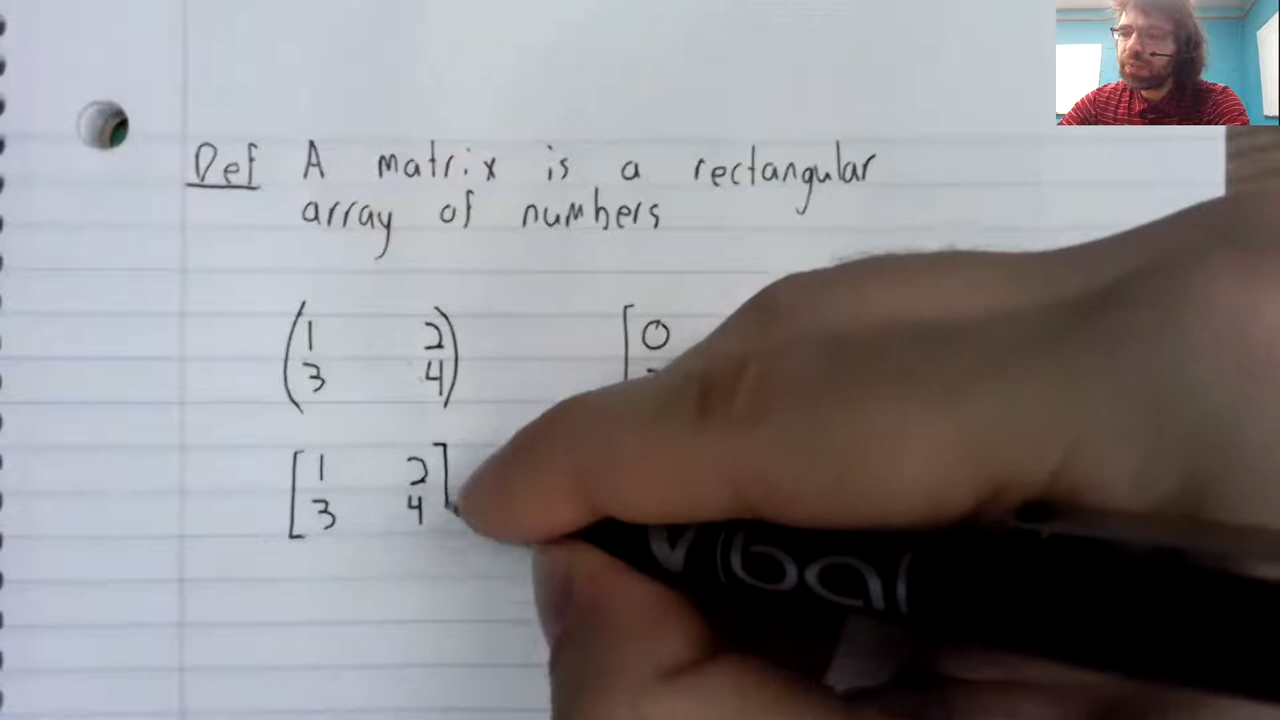 Def A matrix is a rectangular
array of numbers
(1 2) [0
(3 4)
[1 2]
[3 4]